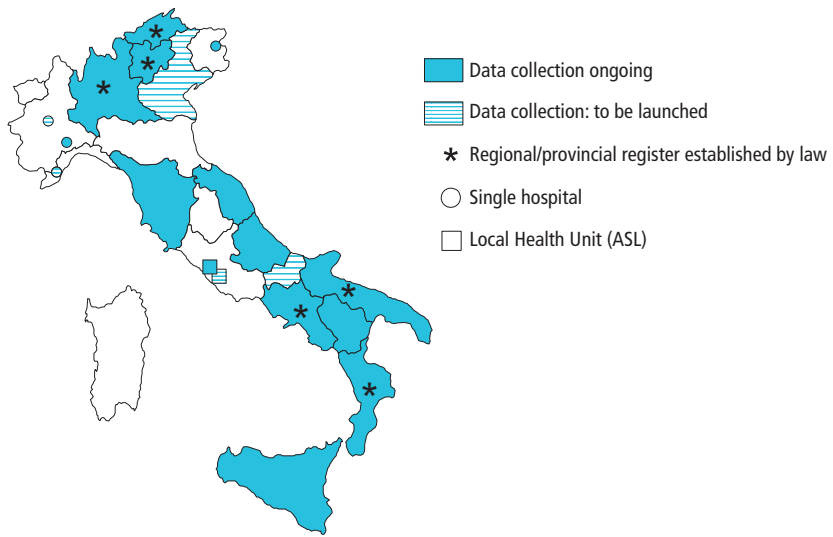 Data collection ongoing
Data collection: to be launched
* Regional/provincial register established by law
Single hospital
Local Health Unit (ASL)